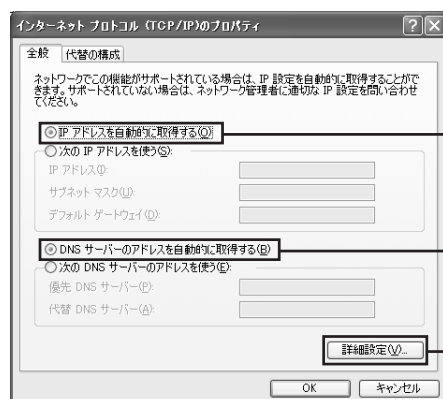 インターネット プロトコル (TCP/IP)のプロパティ
全般 代替の構成
ネットワークでこの機能がサポートされている場合は、IP 設定を自動的に取得することがで
きます。サポートされていない場合は、ネットワーク管理者に適切な IP 設定を問い合わせ
てください。
IP アドレスを自動的に取得する(O)
次の IP アドレスを使う(S):
IP アドレス(I):
サブネット マスク(U):
デフォルト ゲートウェイ(D):
DNS サーバーのアドレスを自動的に取得する(B)
次の DNS サーバーのアドレスを使う(E):
優先 DNS サーバー(P):
代替 DNS サーバー(A):
詳細設定(V)...
OK キャンセル